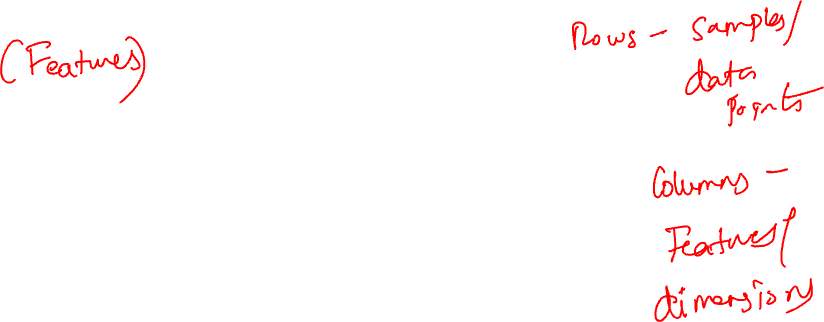 (Features)
Rows - Samples/
data
points
Columns -
Features/
dimensions